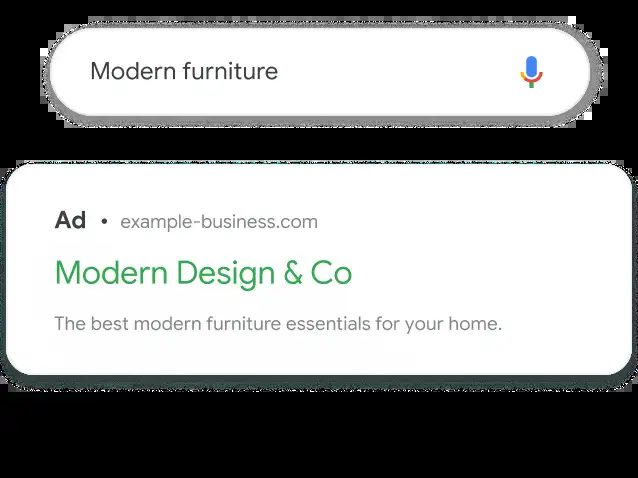 Modern furniture
Ad • example-business.com
Modern Design & Co
The best modern furniture essentials for your home.